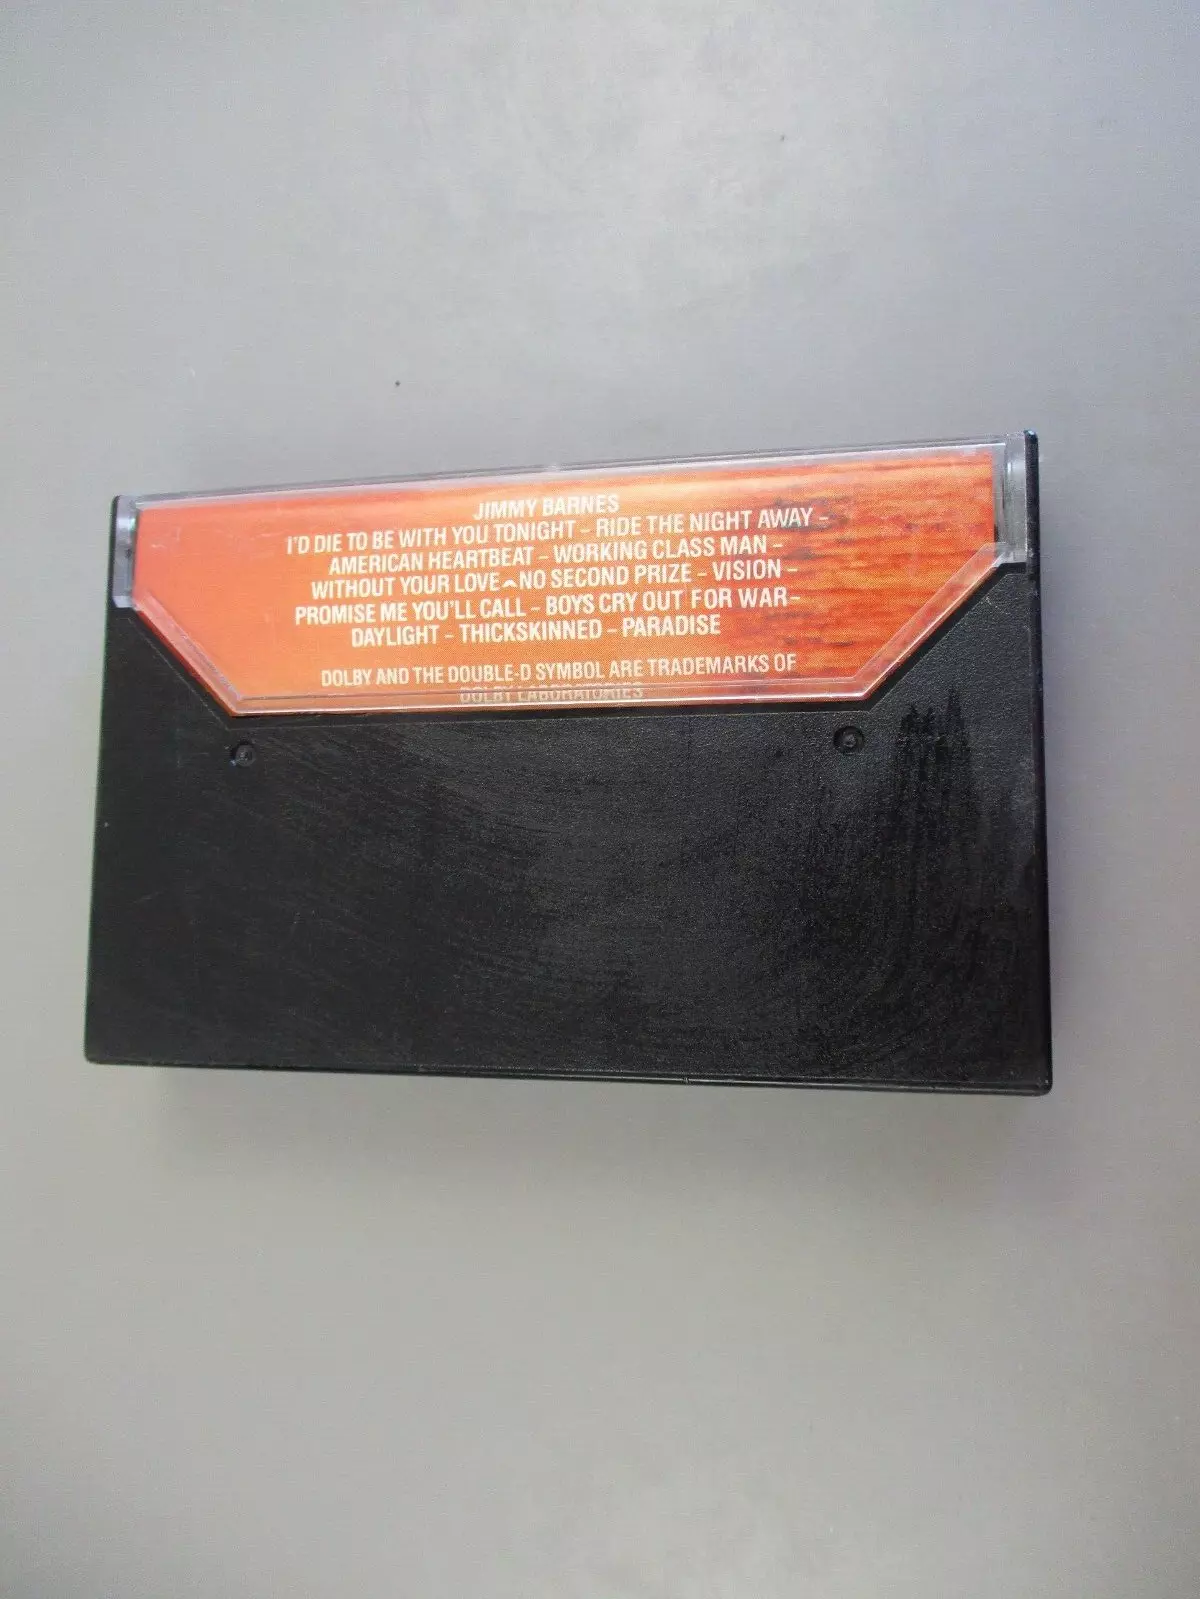 JIMMY BARNES
I'D DIE TO BE WITH YOU TONIGHT – RIDE THE NIGHT AWAY –
AMERICAN HEARTBEAT – WORKING CLASS MAN –
WITHOUT YOUR LOVE – NO SECOND PRIZE – VISION –
PROMISE ME YOU'LL CALL – BOYS CRY OUT FOR WAR –
DAYLIGHT – THICKSKINNED – PARADISE
DOLBY AND THE DOUBLE-D SYMBOL ARE TRADEMARKS OF
DOLBY LABORATORIES